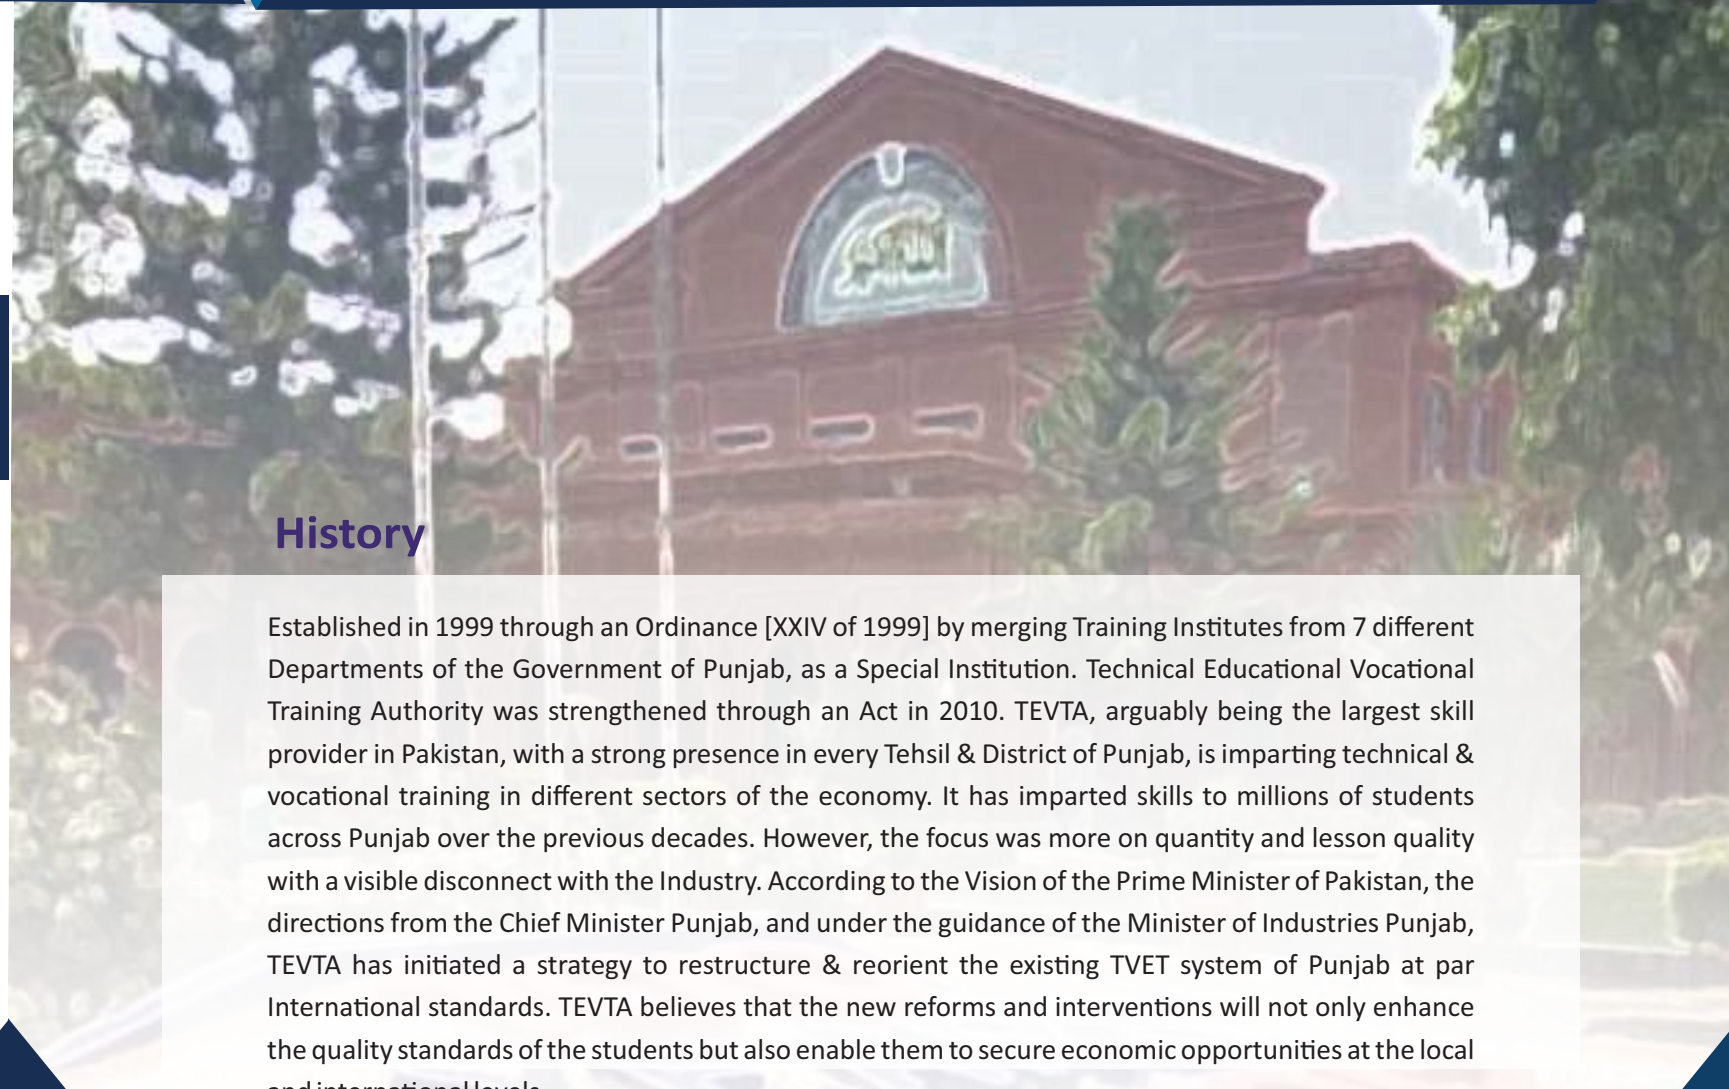 History
Established in 1999 through an Ordinance [XXIV of 1999] by merging Training Institutes from 7 different
Departments of the Government of Punjab, as a Special Institution. Technical Educational Vocational
Training Authority was strengthened through an Act in 2010. TEVTA, arguably being the largest skill
provider in Pakistan, with a strong presence in every Tehsil & District of Punjab, is imparting technical &
vocational training in different sectors of the economy. It has imparted skills to millions of students
across Punjab over the previous decades. However, the focus was more on quantity and lesson quality
with a visible disconnect with the Industry. According to the Vision of the Prime Minister of Pakistan, the
directions from the Chief Minister Punjab, and under the guidance of the Minister of Industries Punjab,
TEVTA has initiated a strategy to restructure & reorient the existing TVET system of Punjab at par
International standards. TEVTA believes that the new reforms and interventions will not only enhance
the quality standards of the students but also enable them to secure economic opportunities at the local
and international levels.